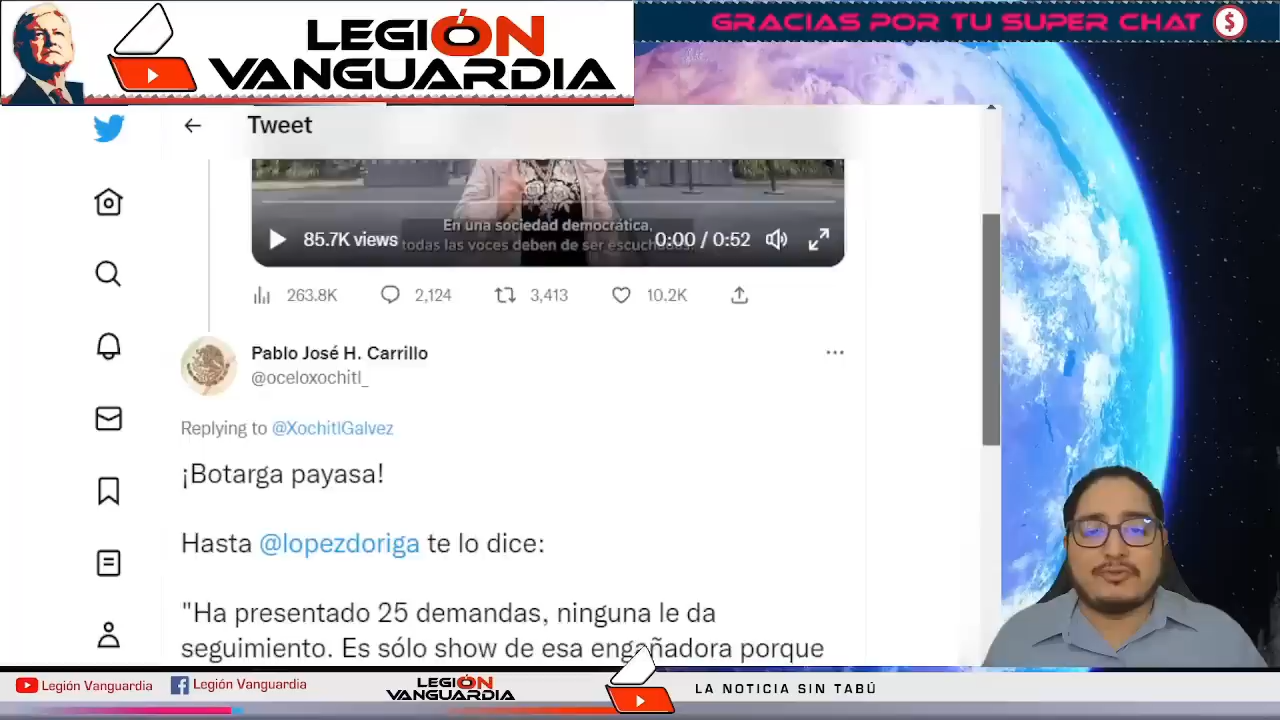 LEGIÓN
VANGUARDIA
GRACIAS POR TU SUPER CHAT
$
Tweet
En una sociedad democrática,
todas las voces deben de ser escuchadas.
85.7K views
0:00 / 0:52
263.8K
2,124
3,413
10.2K
Pablo José H. Carrillo
@oceloxochitl_
Replying to @XochitlGalvez
¡Botarga payasa!
Hasta @lopezdoriga te lo dice:
"Ha presentado 25 demandas, ninguna le da
seguimiento. Es sólo show de esa engañadora porque
Legión Vanguardia
Legión Vanguardia
LEGIÓN
VANGUARDIA
LA NOTICIA SIN TABÚ